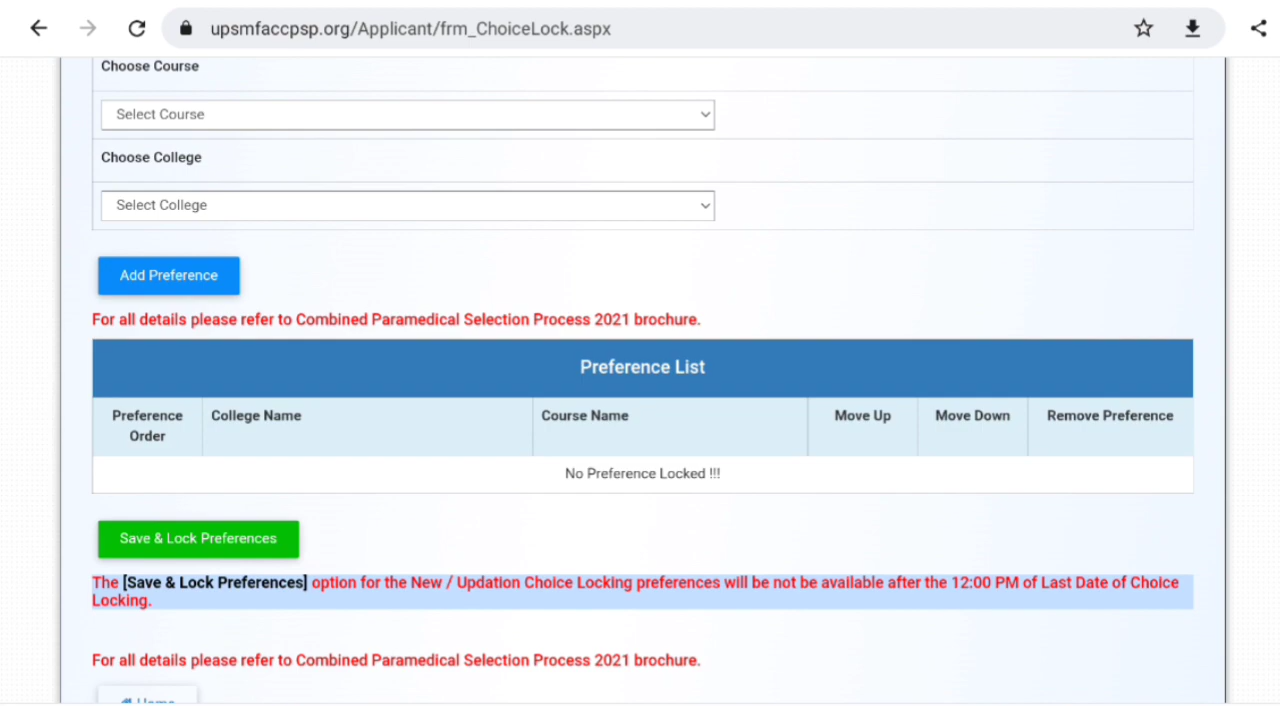 upsmfaccpsp.org/Applicant/frm_ChoiceLock.aspx
Choose Course
Select Course
Choose College
Select College
Add Preference
For all details please refer to Combined Paramedical Selection Process 2021 brochure.
Preference List
Preference Order
College Name
Course Name
Move Up
Move Down
Remove Preference
No Preference Locked !!!
Save & Lock Preferences
The [Save & Lock Preferences] option for the New / Updation Choice Locking preferences will be not be available after the 12:00 PM of Last Date of Choice
Locking.
For all details please refer to Combined Paramedical Selection Process 2021 brochure.
Home